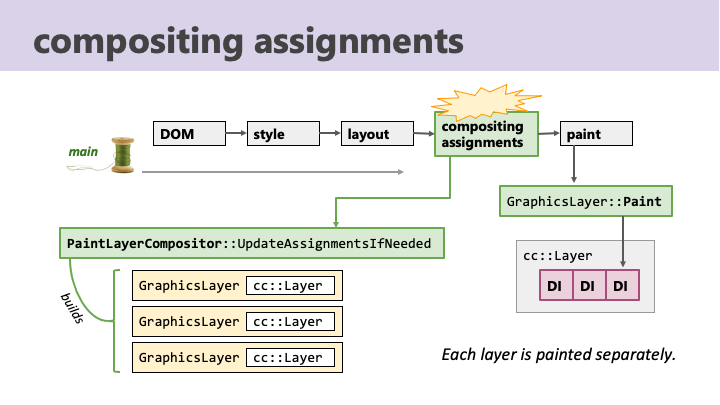 compositing assignments
main
DOM
style
layout
compositing
assignments
paint
GraphicsLayer::Paint
PaintLayerCompositor::UpdateAssignmentsIfNeeded
cc::Layer
DI DI DI
builds
GraphicsLayer cc::Layer
GraphicsLayer cc::Layer
GraphicsLayer cc::Layer
Each layer is painted separately.